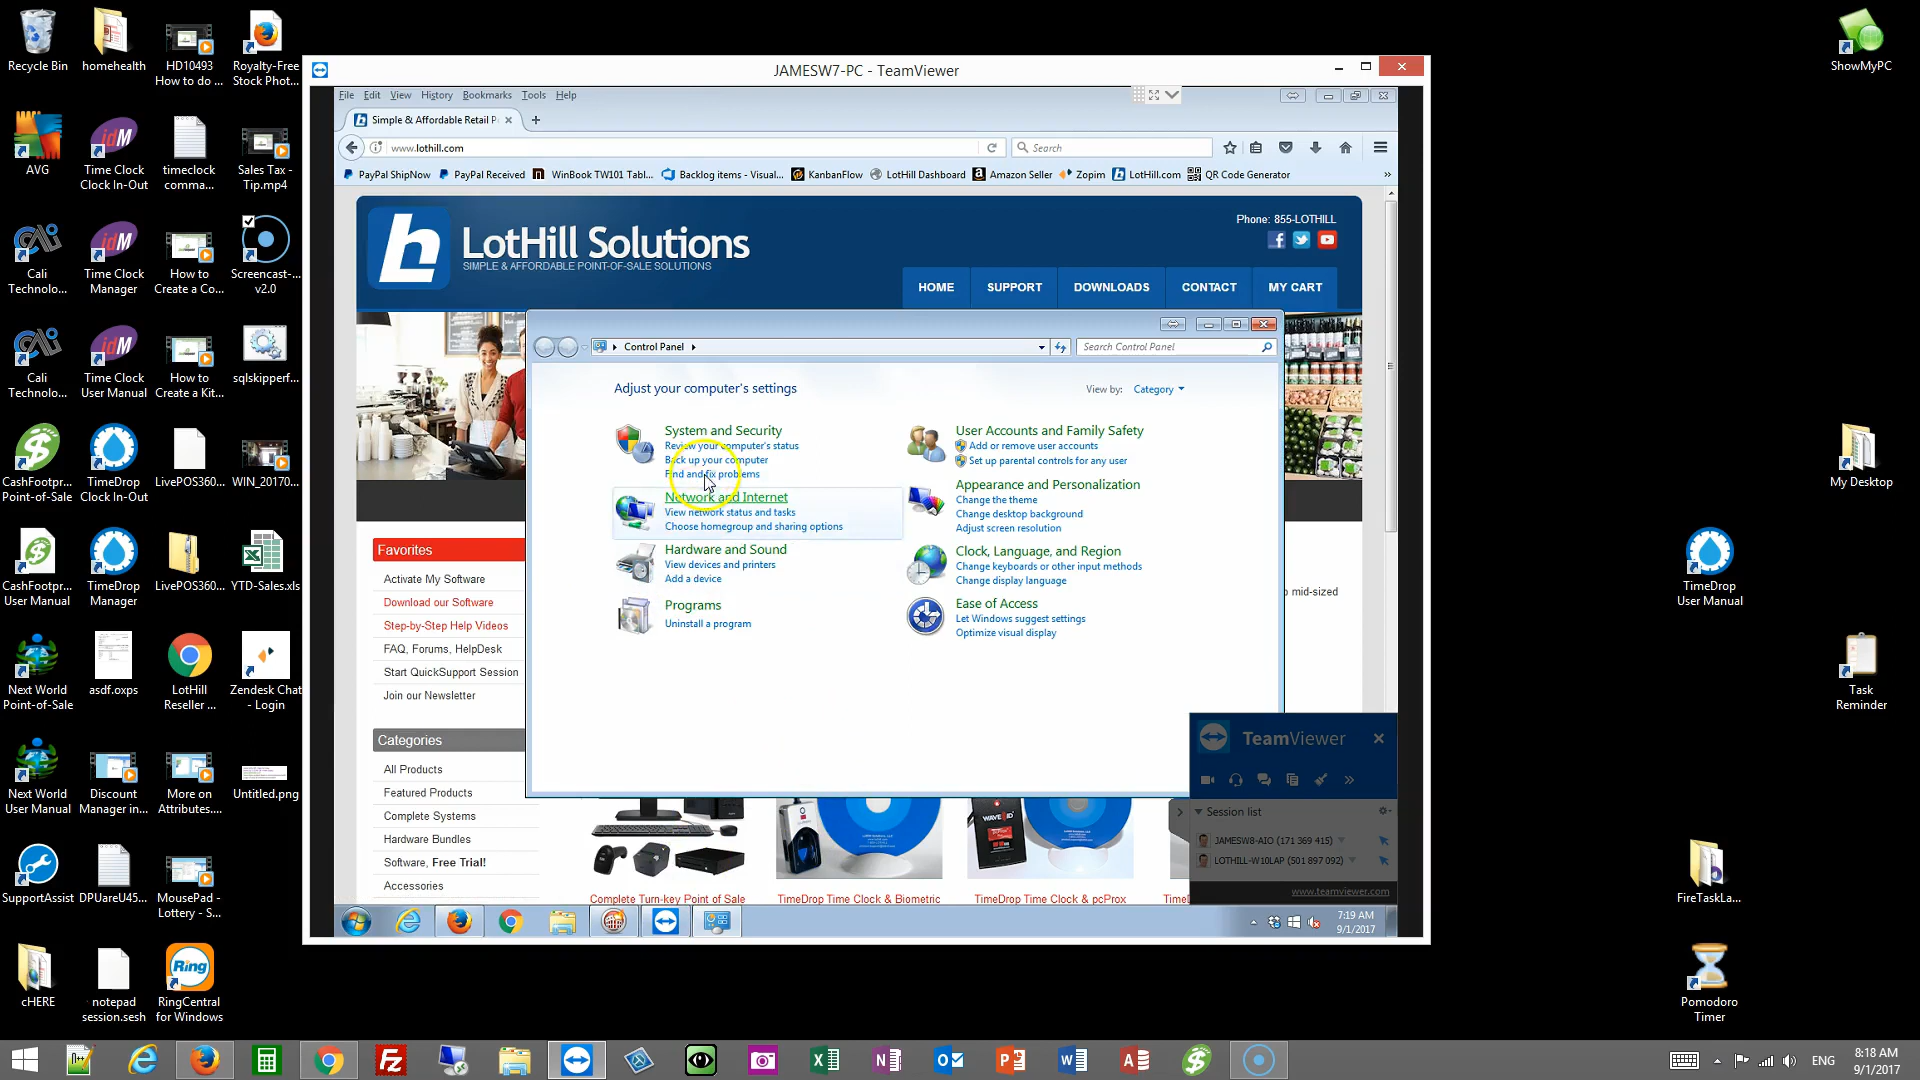 Recycle Bin
homehealth
HD10493
How to do ...
Royalty-Free
Stock Phot...
AVG
Time Clock
Clock In-Out
timeclock
comma...
Sales Tax -
Tip.mp4
Cali
Technolo...
Time Clock
Manager
How to
Create a Co...
Screencast-...
v2.0
Cali
Technolo...
Time Clock
User Manual
How to
Create a Kit...
sqlskipperf...
CashFootpr...
Point-of-Sale
TimeDrop
Clock In-Out
LivePOS360...
WIN_20170...
CashFootpr...
User Manual
TimeDrop
Manager
LivePOS360...
YTD-Sales.xls
Next World
Point-of-Sale
asdf.oxps
LotHill
Reseller ...
Zendesk Chat
- Login
Next World
User Manual
Discount
Manager in...
More on
Attributes....
Untitled.png
SupportAssist
DPUareU45...
MousePad -
Lottery - S...
cHERE
notepad
session.sesh
RingCentral
for Windows
JAMESW7-PC - TeamViewer
File Edit View History Bookmarks Tools Help
Simple & Affordable Retail P
www.lothill.com
Search
PayPal ShipNow PayPal Received WinBook TW101 Tabl... Backlog items - Visual... KanbanFlow LotHill Dashboard Amazon Seller Zopim LotHill.com QR Code Generator
LotHill Solutions
SIMPLE & AFFORDABLE POINT-OF-SALE SOLUTIONS
Phone: 855-LOTHILL
HOME SUPPORT DOWNLOADS CONTACT MY CART
Control Panel
Search Control Panel
Adjust your computer's settings
View by: Category
System and Security
Review your computer's status
Back up your computer
Find and fix problems
Network and Internet
View network status and tasks
Choose homegroup and sharing options
Hardware and Sound
View devices and printers
Add a device
Programs
Uninstall a program
User Accounts and Family Safety
Add or remove user accounts
Set up parental controls for any user
Appearance and Personalization
Change the theme
Change desktop background
Adjust screen resolution
Clock, Language, and Region
Change keyboards or other input methods
Change display language
Ease of Access
Let Windows suggest settings
Optimize visual display
Favorites
Activate My Software
Download our Software
Step-by-Step Help Videos
FAQ, Forums, HelpDesk
Start QuickSupport Session
Join our Newsletter
Categories
All Products
Featured Products
Complete Systems
Hardware Bundles
Software, Free Trial!
Accessories
mid-sized
Complete Turn-key Point of Sale
TimeDrop Time Clock & Biometric
TimeDrop Time Clock & pcProx
TeamViewer
Session list
JAMESW8-AIO (171 369 415)
LOTHILL-W10LAP (501 897 092)
www.teamviewer.com
7:19 AM
9/1/2017
ShowMyPC
My Desktop
TimeDrop
User Manual
Task
Reminder
FireTaskLa...
Pomodoro
Timer
ENG
8:18 AM
9/1/2017